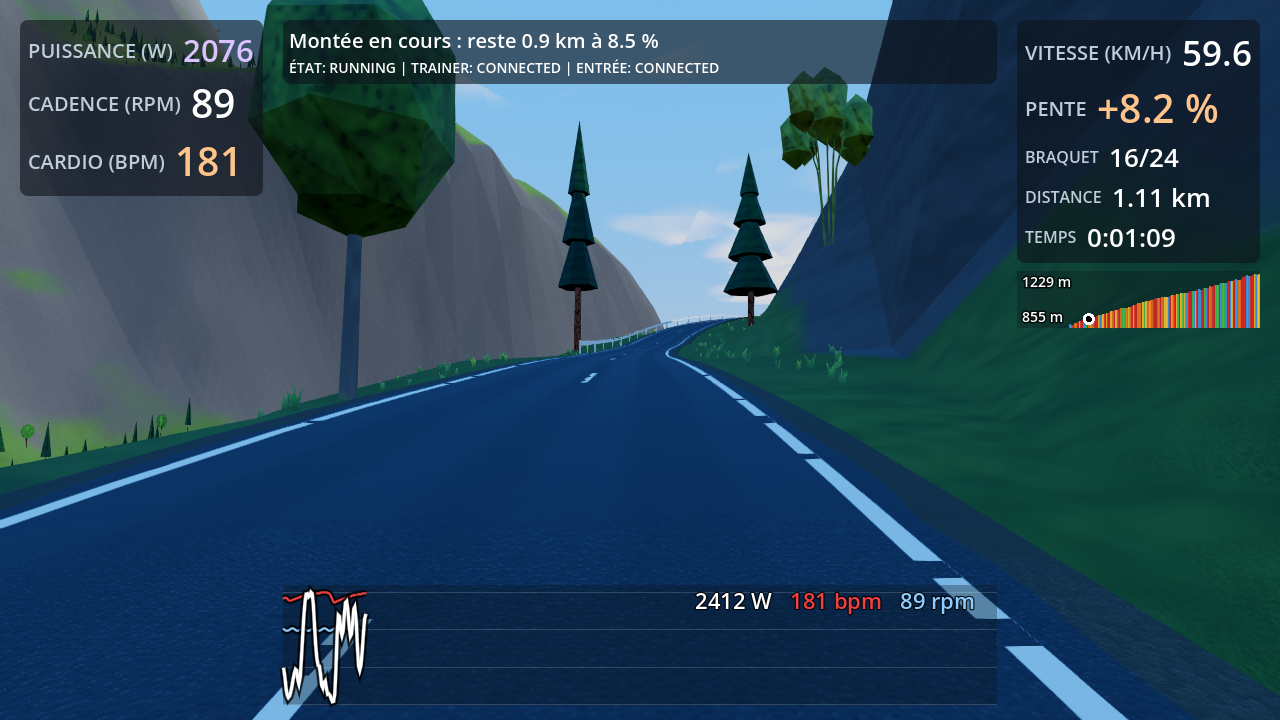 PUISSANCE (W) 2076
CADENCE (RPM) 89
CARDIO (BPM) 181
Montée en cours : reste 0.9 km à 8.5 %
ÉTAT: RUNNING | TRAINER: CONNECTED | ENTRÉE: CONNECTED
VITESSE (KM/H) 59.6
PENTE +8.2 %
BRAQUET 16/24
DISTANCE 1.11 km
TEMPS 0:01:09
1229 m
855 m
2412 W 181 bpm 89 rpm